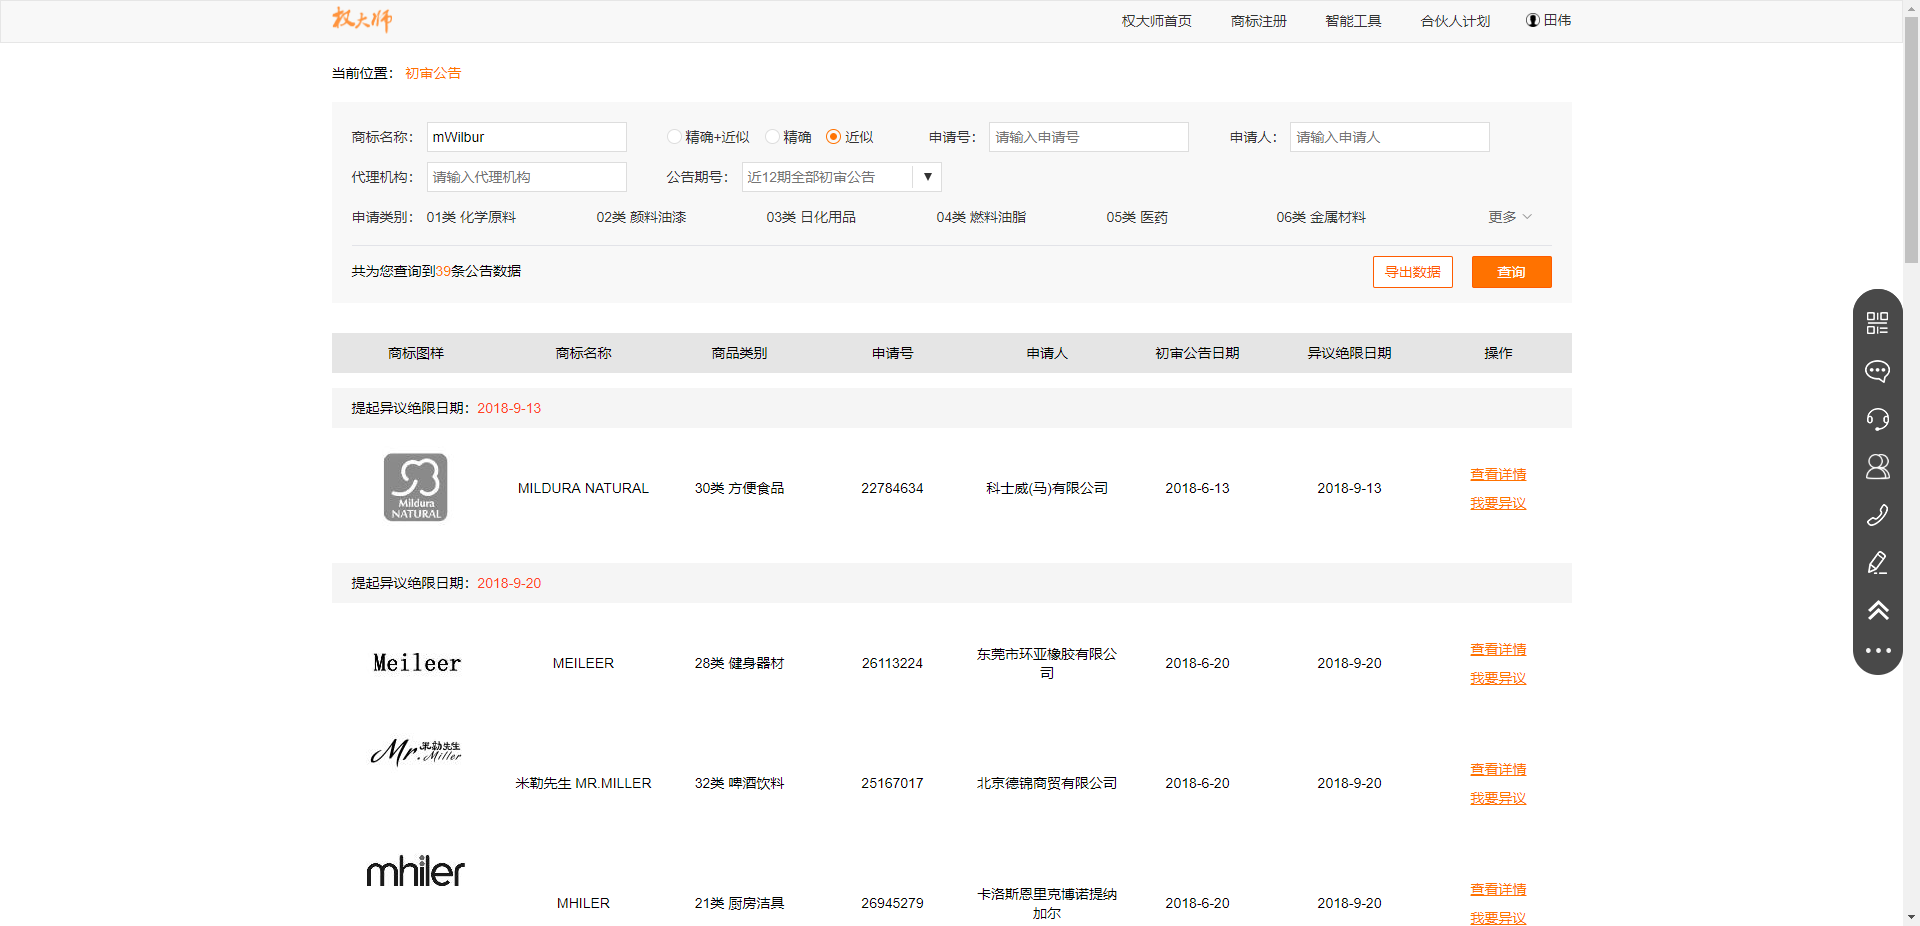 权大师 权大师首页 商标注册 智能工具 合伙人计划 田伟
当前位置： 初审公告
商标名称： mWilbur 精确+近似 精确 近似 申请号： 请输入申请号 申请人： 请输入申请人
代理机构： 请输入代理机构 公告期号： 近12期全部初审公告 ▼
申请类别： 01类 化学原料 02类 颜料油漆 03类 日化用品 04类 燃料油脂 05类 医药 06类 金属材料 更多
共为您查询到39条公告数据 导出数据 查询
商标图样 商标名称 商品类别 申请号 申请人 初审公告日期 异议绝限日期 操作
提起异议绝限日期：2018-9-13
Mildura
NATURAL
MILDURA NATURAL 30类 方便食品 22784634 科士威(马)有限公司 2018-6-13 2018-9-13 查看详情
我要异议
提起异议绝限日期：2018-9-20
Meileer MEILEER 28类 健身器材 26113224 东莞市环亚橡胶有限公司 2018-6-20 2018-9-20 查看详情
我要异议
Mr.米勒先生 Miller
米勒先生 MR.MILLER 32类 啤酒饮料 25167017 北京德锦商贸有限公司 2018-6-20 2018-9-20 查看详情
我要异议
mhiler
MHILER 21类 厨房洁具 26945279 卡洛斯恩里克博诺提纳加尔 2018-6-20 2018-9-20 查看详情
我要异议